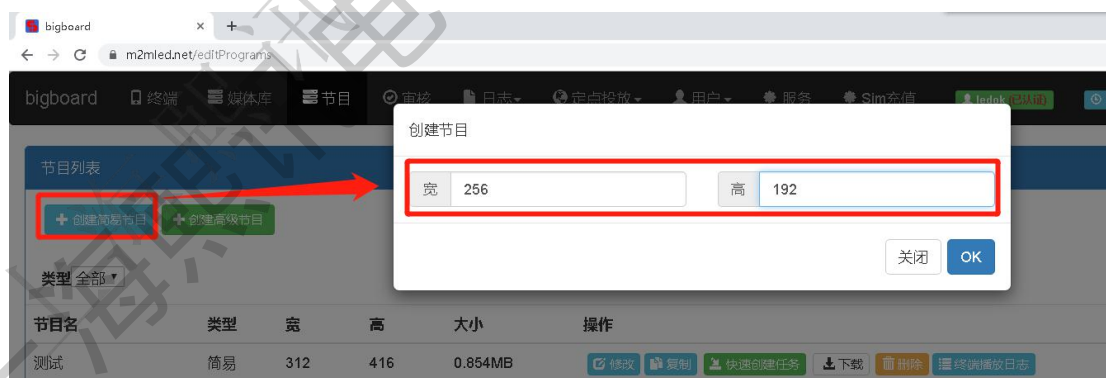 bigboard × +
m2mled.net/editPrograms
bigboard 终端 媒体库 节目 审核 日志 定点投放 用户 服务 Sim充值 ledok(已认证)
创建节目
节目列表
宽 256 高 192
+ 创建简易节目 + 创建高级节目
关闭 OK
类型 全部
节目名 类型 宽 高 大小 操作
测试 简易 312 416 0.854MB 修改 复制 快速创建任务 下载 删除 终端播放日志